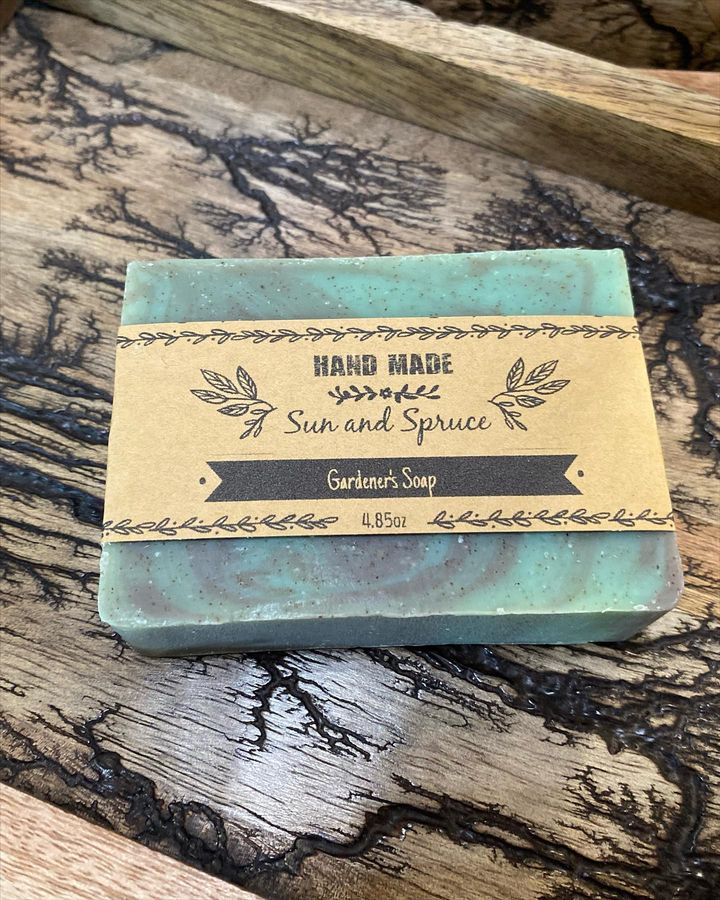 HAND MADE
Sun and Spruce
Gardener's Soap
4.85oz